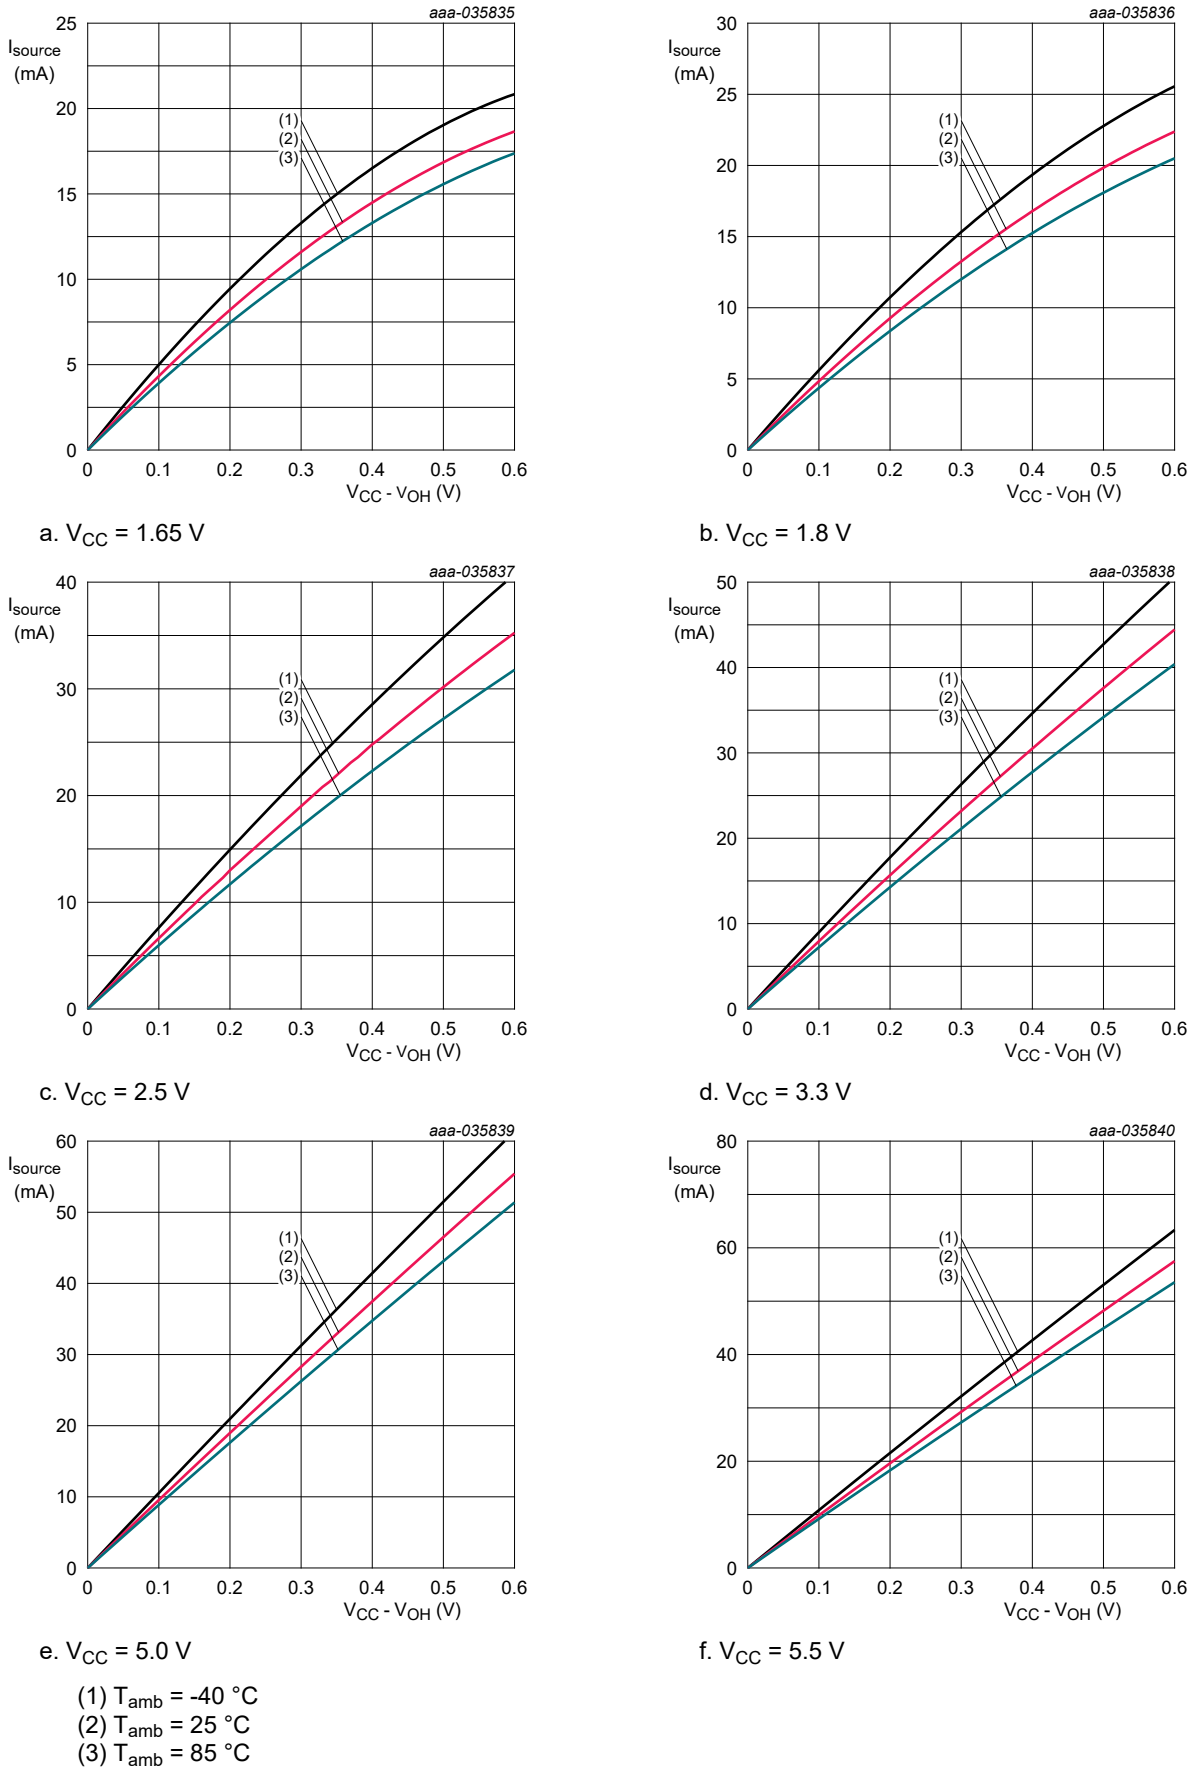 aaa-035835
25
Isource
(mA)
20
15
10
5
0
(1)
(2)
(3)
0 0.1 0.2 0.3 0.4 0.5 0.6
VCC - VOH (V)
a. VCC = 1.65 V
aaa-035836
30
Isource
(mA)
25
20
15
10
5
0
(1)
(2)
(3)
0 0.1 0.2 0.3 0.4 0.5 0.6
VCC - VOH (V)
b. VCC = 1.8 V
aaa-035837
40
Isource
(mA)
30
20
10
0
(1)
(2)
(3)
0 0.1 0.2 0.3 0.4 0.5 0.6
VCC - VOH (V)
c. VCC = 2.5 V
aaa-035838
50
Isource
(mA)
40
30
20
10
0
(1)
(2)
(3)
0 0.1 0.2 0.3 0.4 0.5 0.6
VCC - VOH (V)
d. VCC = 3.3 V
aaa-035839
60
Isource
(mA)
50
40
30
20
10
0
(1)
(2)
(3)
0 0.1 0.2 0.3 0.4 0.5 0.6
VCC - VOH (V)
e. VCC = 5.0 V
aaa-035840
80
Isource
(mA)
60
40
20
0
(1)
(2)
(3)
0 0.1 0.2 0.3 0.4 0.5 0.6
VCC - VOH (V)
f. VCC = 5.5 V
(1) Tamb = -40 °C
(2) Tamb = 25 °C
(3) Tamb = 85 °C